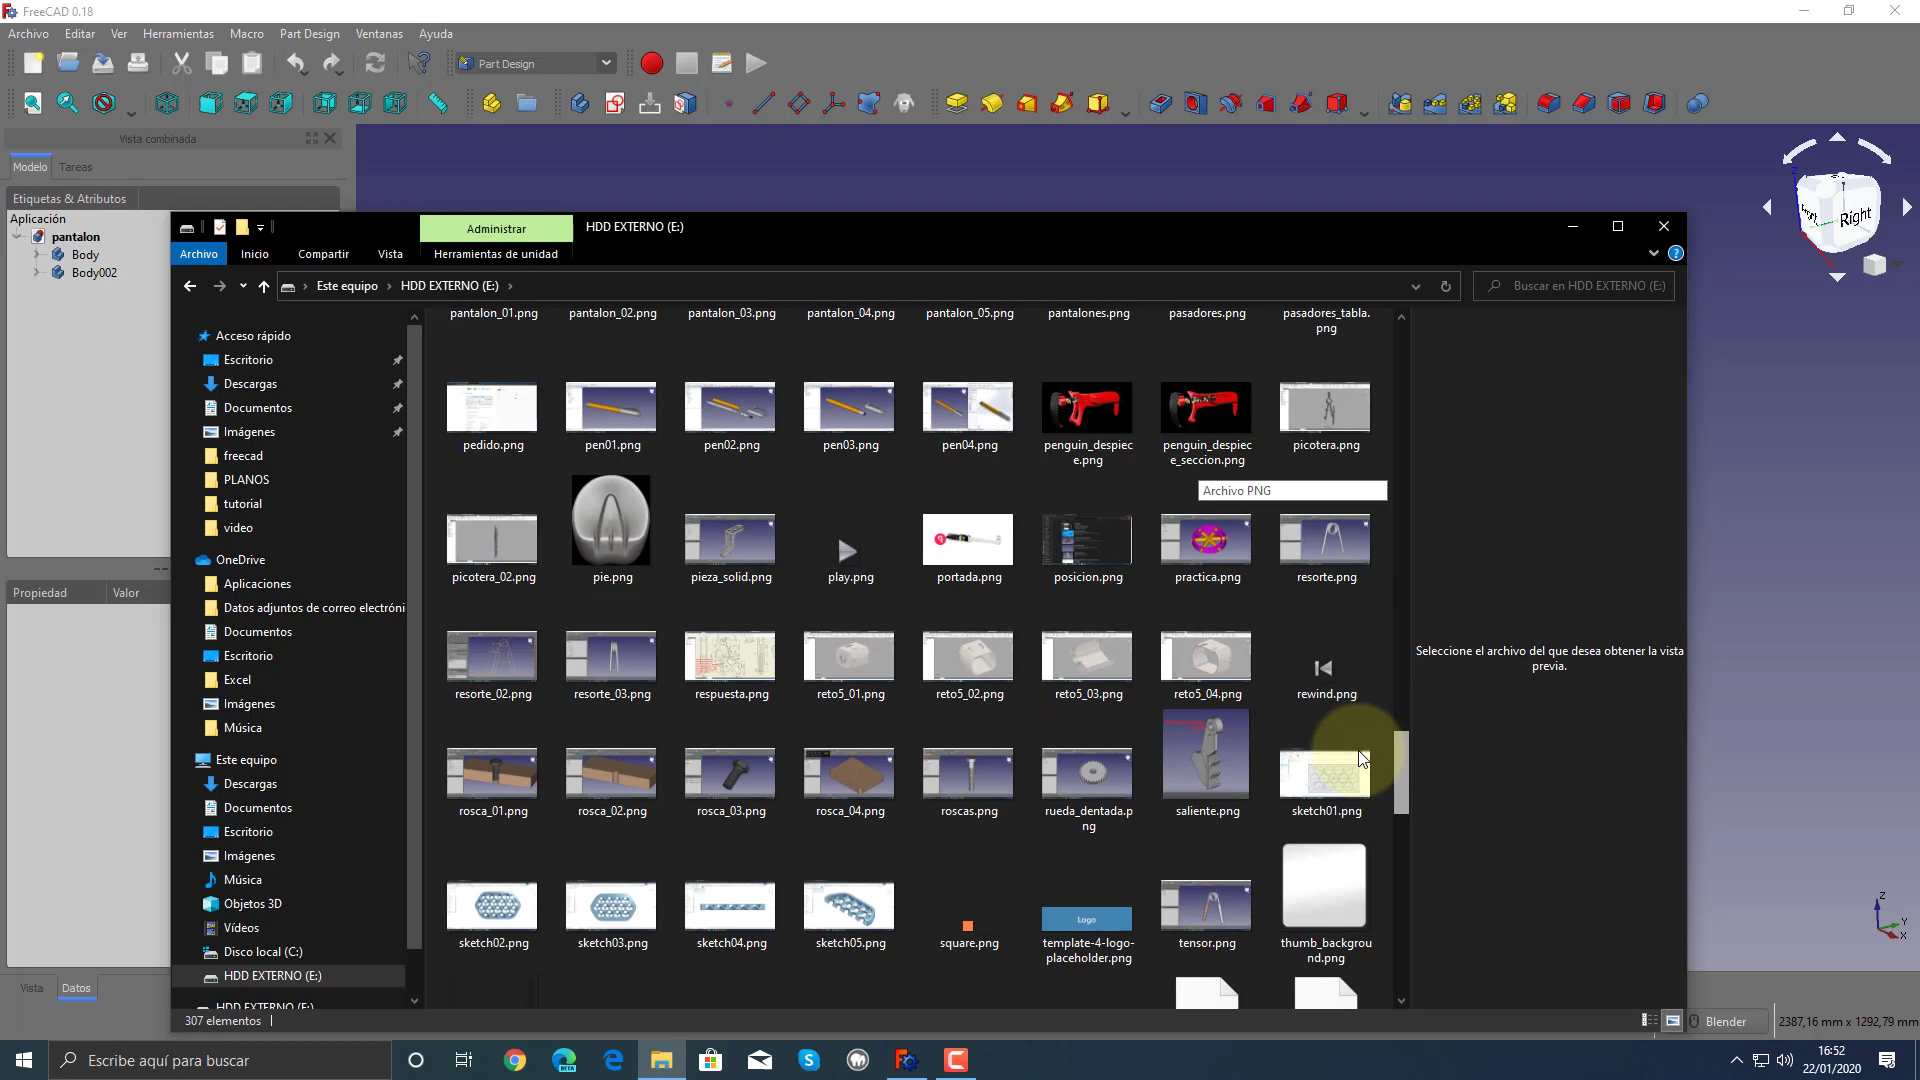 FreeCAD 0.18
Archivo Editar Ver Herramientas Macro Part Design Ventanas Ayuda
Part Design
Vista combinada
Modelo Tareas
Etiquetas & Atributos
Aplicación
pantalon
Body
Body002
Propiedad Valor
Vista Datos
Right
Administrar HDD EXTERNO (E:)
Archivo Inicio Compartir Vista Herramientas de unidad
Este equipo HDD EXTERNO (E:) Buscar en HDD EXTERNO (E:)
Acceso rápido
Escritorio
Descargas
Documentos
Imágenes
freecad
PLANOS
tutorial
video
OneDrive
Aplicaciones
Datos adjuntos de correo electróni
Documentos
Escritorio
Excel
Imágenes
Música
Este equipo
Descargas
Documentos
Escritorio
Imágenes
Música
Objetos 3D
Vídeos
Disco local (C:)
HDD EXTERNO (E:)
HDD EXTERNO (E:)
pantalon_01.png pantalon_02.png pantalon_03.png pantalon_04.png pantalon_05.png pantalones.png pasadores.png pasadores_tabla.
png
pedido.png pen01.png pen02.png pen03.png pen04.png penguin_despiec penguin_despiec picotera.png
e.png e_seccion.png
Archivo PNG
picotera_02.png pie.png pieza_solid.png play.png portada.png posicion.png practica.png resorte.png
resorte_02.png resorte_03.png respuesta.png reto5_01.png reto5_02.png reto5_03.png reto5_04.png rewind.png
rosca_01.png rosca_02.png rosca_03.png rosca_04.png roscas.png rueda_dentada.p saliente.png sketch01.png
ng
Logo
sketch02.png sketch03.png sketch04.png sketch05.png square.png template-4-logo- tensor.png thumb_backgrou
placeholder.png nd.png
Seleccione el archivo del que desea obtener la vista
previa.
307 elementos
Blender 2387,16 mm x 1292,79 mm
Z
Y
X
Escribe aquí para buscar
BETA
16:52
22/01/2020